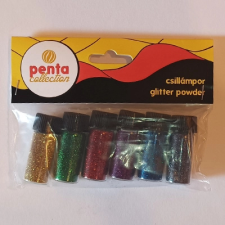 penta
collection
csillámpor
glitter powder